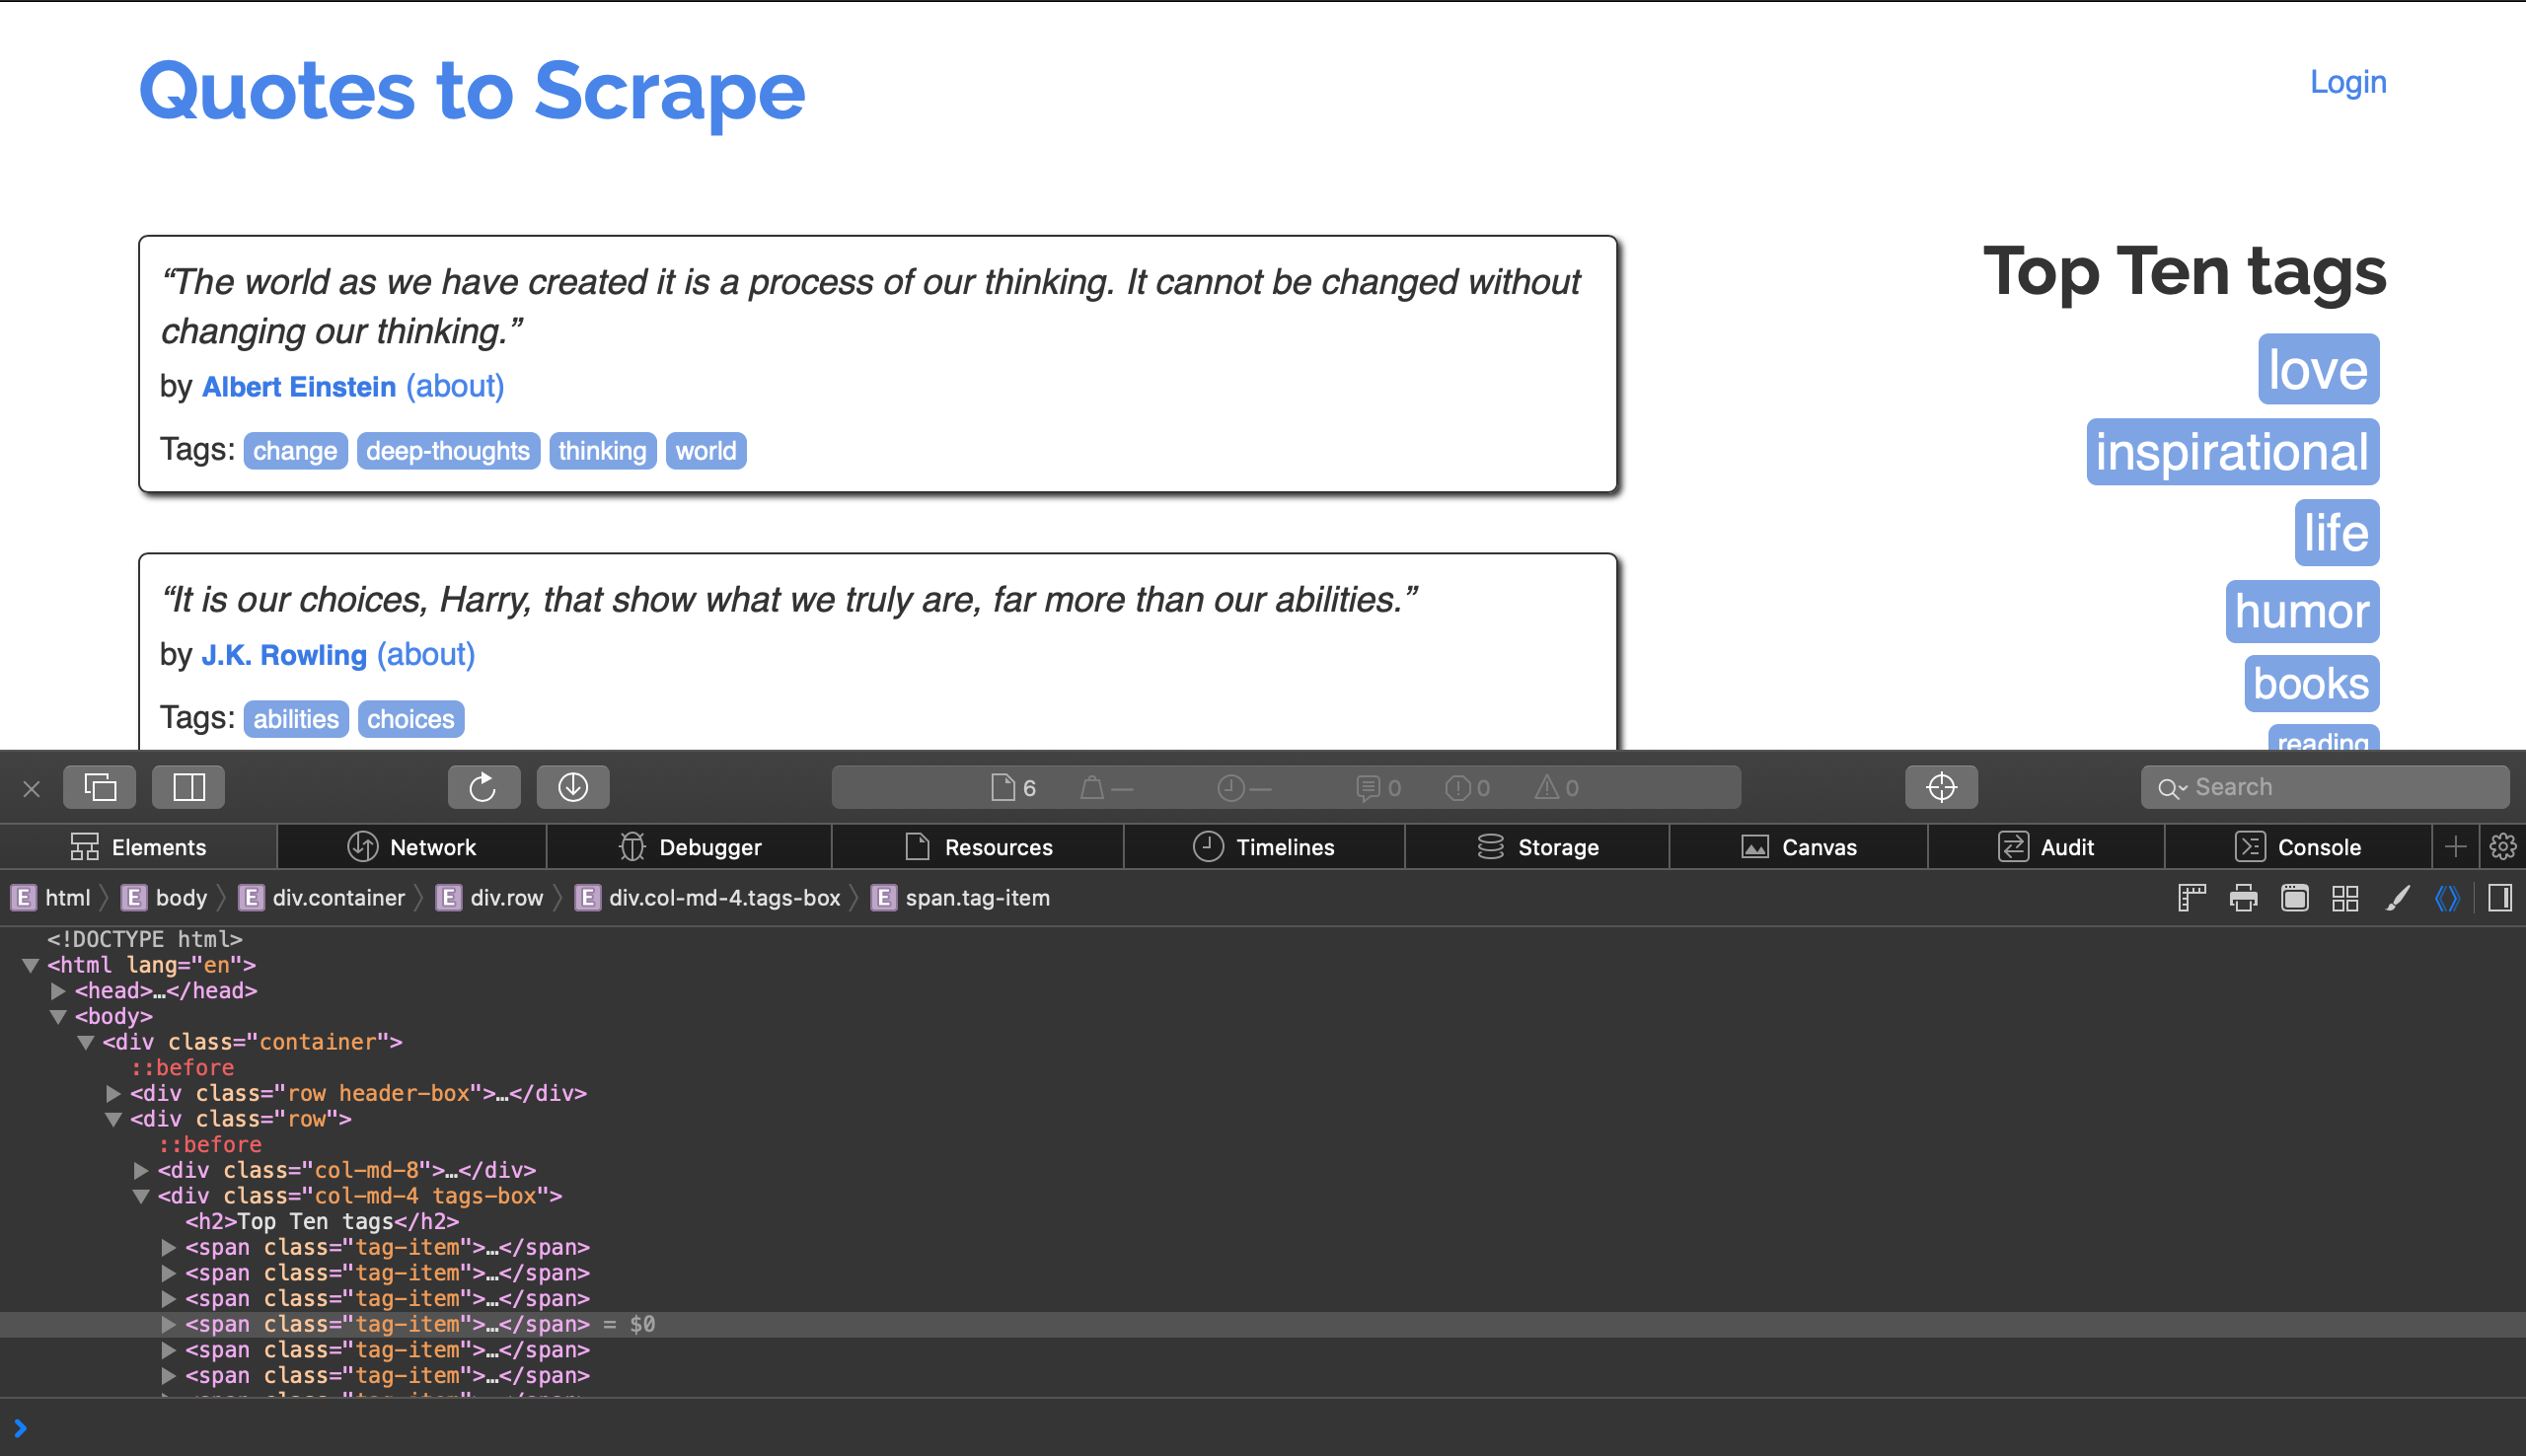 Quotes to Scrape
Login
“The world as we have created it is a process of our thinking. It cannot be changed without
changing our thinking.”
by Albert Einstein (about)
Tags: change deep-thoughts thinking world
“It is our choices, Harry, that show what we truly are, far more than our abilities.”
by J.K. Rowling (about)
Tags: abilities choices
Top Ten tags
love
inspirational
life
humor
books
reading
6 — — 0 0 0 Search
Elements Network Debugger Resources Timelines Storage Canvas Audit Console
E html E body E div.container E div.row E div.col-md-4.tags-box E span.tag-item
<!DOCTYPE html>
<html lang="en">
<head>…</head>
<body>
<div class="container">
::before
<div class="row header-box">…</div>
<div class="row">
::before
<div class="col-md-8">…</div>
<div class="col-md-4 tags-box">
<h2>Top Ten tags</h2>
<span class="tag-item">…</span>
<span class="tag-item">…</span>
<span class="tag-item">…</span>
<span class="tag-item">…</span> = $0
<span class="tag-item">…</span>
<span class="tag-item">…</span>